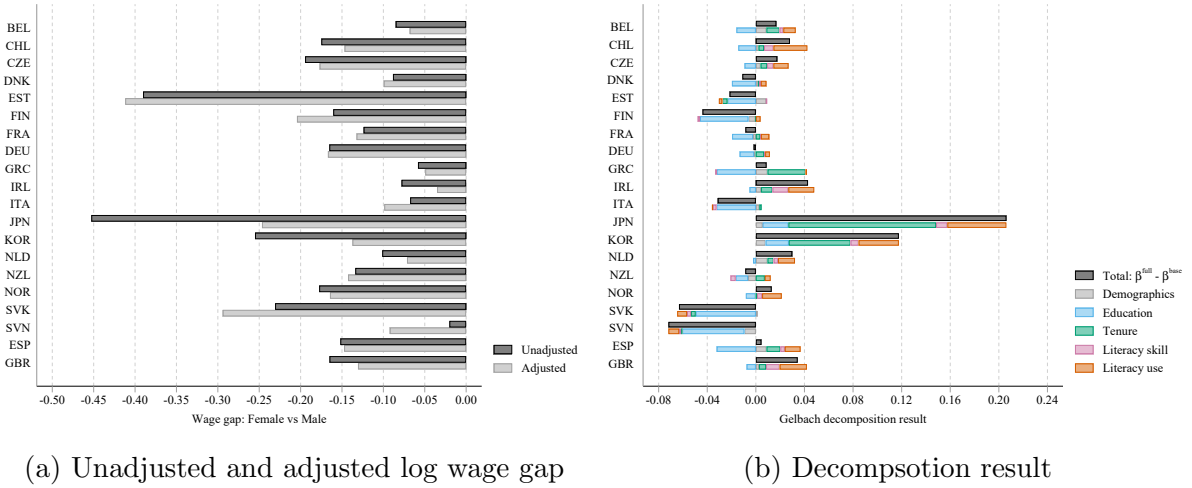 BEL
CHL
CZE
DNK
EST
FIN
FRA
DEU
GRC
IRL
ITA
JPN
KOR
NLD
NZL
NOR
SVK
SVN
ESP
GBR
Unadjusted
Adjusted
-0.50 -0.45 -0.40 -0.35 -0.30 -0.25 -0.20 -0.15 -0.10 -0.05 0.00
Wage gap: Female vs Male
(a) Unadjusted and adjusted log wage gap
BEL
CHL
CZE
DNK
EST
FIN
FRA
DEU
GRC
IRL
ITA
JPN
KOR
NLD
NZL
NOR
SVK
SVN
ESP
GBR
Total: β^full - β^base
Demographics
Education
Tenure
Literacy skill
Literacy use
-0.08 -0.04 0.00 0.04 0.08 0.12 0.16 0.20 0.24
Gelbach decomposition result
(b) Decompsotion result